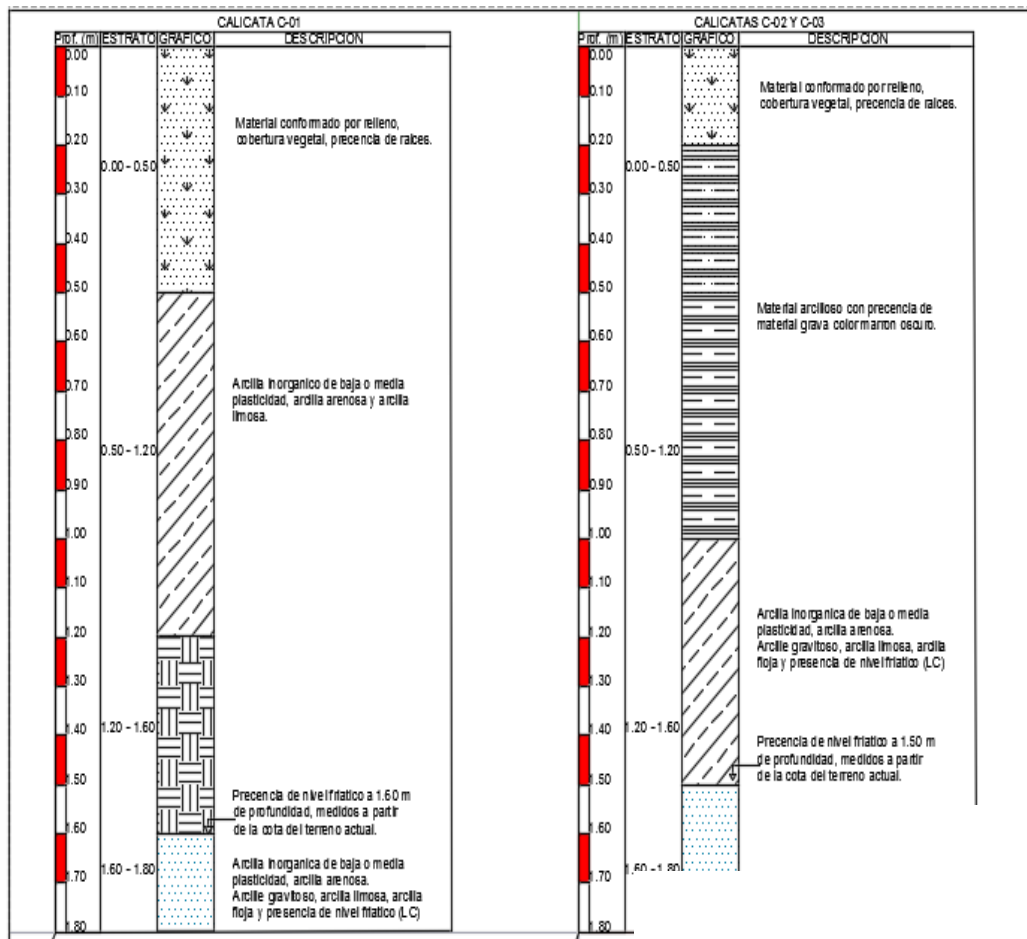 CALICATA C-01
Prof. (m) ESTRATO GRAFICO DESCRIPCION
0.00
0.10
Material conformado por relleno,
cobertura vegetal, precencia de raices.
0.20
0.00 - 0.50
0.30
0.40
0.50
0.60
0.70
Arcilla inorganico de baja o media
plasticidad, arcilla arenosa y arcilla
limosa.
0.80
0.50 - 1.20
0.90
1.00
1.10
1.20
1.30
1.20 - 1.60
1.40
1.50
Precencia de nivel friatico a 1.60 m
de profundidad, medidos a partir
de la cota del terreno actual.
1.60
1.60 - 1.80
Arcilla inorganica de baja o media
plasticidad, arcilla arenosa.
Arcille gravitoso, arcilla limosa, arcilla
floja y presencia de nivel friatico (LC)
1.70
1.80
CALICATAS C-02 Y C-03
Prof. (m) ESTRATO GRAFICO DESCRIPCION
0.00
Material conformado por relleno,
cobertura vegetal, precencia de raices.
0.10
0.20
0.00 - 0.50
0.30
0.40
0.50
Material arcilloso con precencia de
material grava color marron oscuro.
0.60
0.70
0.80
0.50 - 1.20
0.90
1.00
1.10
Arcilla inorganica de baja o media
plasticidad, arcilla arenosa.
Arcille gravitoso, arcilla limosa, arcilla
floja y presencia de nivel friatico (LC)
1.20
1.30
1.20 - 1.60
1.40
Precencia de nivel friatico a 1.50 m
de profundidad, medidos a partir
de la cota del terreno actual.
1.50
1.60
1.60 - 1.80
1.70
1.80